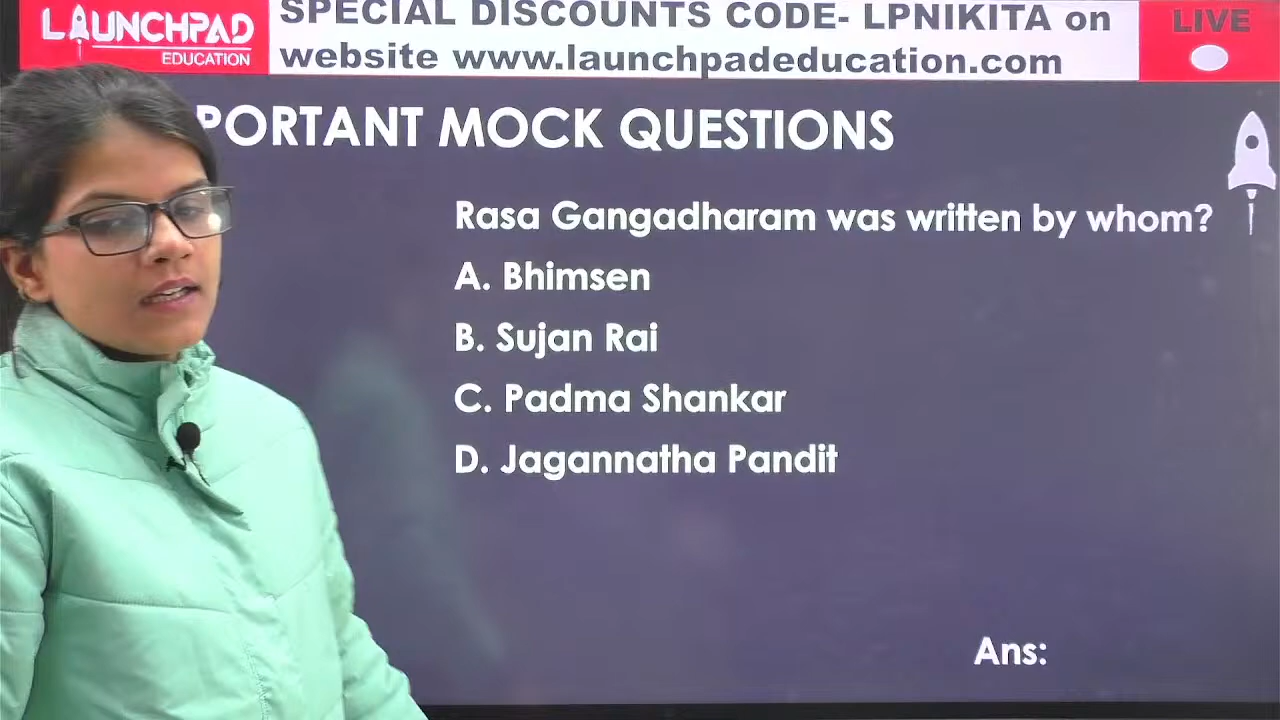 LAUNCHPAD
EDUCATION
SPECIAL DISCOUNTS CODE- LPNIKITA on
website www.launchpadeducation.com
LIVE
PORTANT MOCK QUESTIONS
Rasa Gangadharam was written by whom?
A. Bhimsen
B. Sujan Rai
C. Padma Shankar
D. Jagannatha Pandit
Ans: